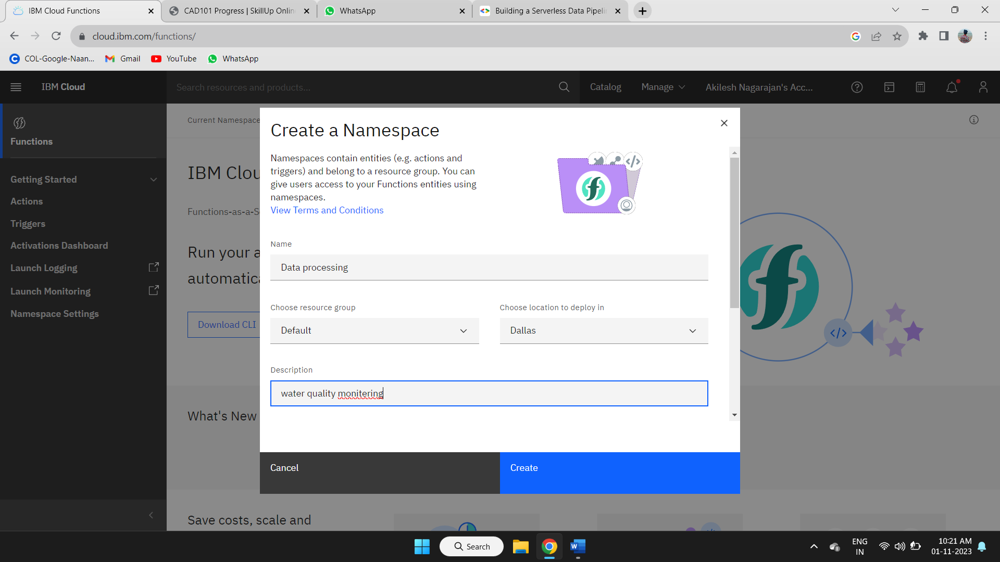 IBM Cloud Functions
CAD101 Progress | SkillUp Onlin
WhatsApp
Building a Serverless Data Pipeli
cloud.ibm.com/functions/
COL-Google-Naan...
Gmail
YouTube
WhatsApp
IBM Cloud
Search resources and products...
Catalog
Manage
Akilesh Nagarajan's Acc...
Functions
Getting Started
Actions
Triggers
Activations Dashboard
Launch Logging
Launch Monitoring
Namespace Settings
Current Namespace
IBM Clou
Functions-as-a-S
Run your a
automatica
Download CLI
What's New
Save costs, scale and
Create a Namespace
Namespaces contain entities (e.g. actions and
triggers) and belong to a resource group. You can
give users access to your Functions entities using
namespaces.
View Terms and Conditions
Name
Data processing
Choose resource group
Choose location to deploy in
Default
Dallas
Description
water quality monitering
Cancel
Create
Search
ENG
IN
10:21 AM
01-11-2023